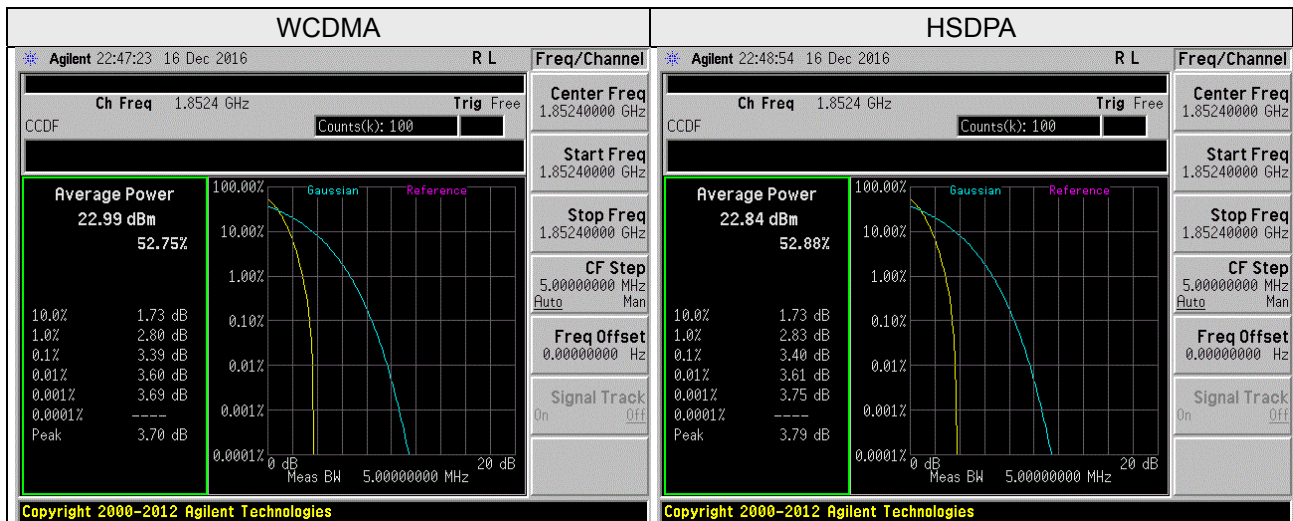 WCDMA
Agilent 22:47:23 16 Dec 2016 R L
Ch Freq 1.8524 GHz Trig Free
CCDF Counts(k): 100
Average Power
22.99 dBm
52.75%
10.0% 1.73 dB
1.0% 2.80 dB
0.1% 3.39 dB
0.01% 3.60 dB
0.001% 3.69 dB
0.0001% ----
Peak 3.70 dB
Gaussian Reference
100.00%
10.00%
1.00%
0.10%
0.01%
0.001%
0.0001%
0 dB 20 dB
Meas BW 5.000000000 MHz
Freq/Channel
Center Freq
1.85240000 GHz
Start Freq
1.85240000 GHz
Stop Freq
1.85240000 GHz
CF Step
5.00000000 MHz
Auto Man
Freq Offset
0.00000000 Hz
Signal Track
On Off
Copyright 2000-2012 Agilent Technologies
HSDPA
Agilent 22:48:54 16 Dec 2016 R L
Ch Freq 1.8524 GHz Trig Free
CCDF Counts(k): 100
Average Power
22.84 dBm
52.88%
10.0% 1.73 dB
1.0% 2.83 dB
0.1% 3.40 dB
0.01% 3.61 dB
0.001% 3.75 dB
0.0001% ----
Peak 3.79 dB
Gaussian Reference
100.00%
10.00%
1.00%
0.10%
0.01%
0.001%
0.0001%
0 dB 20 dB
Meas BW 5.000000000 MHz
Freq/Channel
Center Freq
1.85240000 GHz
Start Freq
1.85240000 GHz
Stop Freq
1.85240000 GHz
CF Step
5.00000000 MHz
Auto Man
Freq Offset
0.00000000 Hz
Signal Track
On Off
Copyright 2000-2012 Agilent Technologies